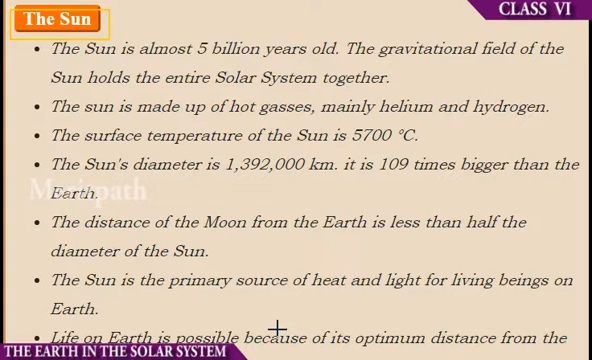 The Sun
CLASS VI
• The Sun is almost 5 billion years old. The gravitational field of the
Sun holds the entire Solar System together.
• The sun is made up of hot gasses, mainly helium and hydrogen.
• The surface temperature of the Sun is 5700 °C.
• The Sun's diameter is 1,392,000 km. it is 109 times bigger than the
Earth.
• The distance of the Moon from the Earth is less than half the
diameter of the Sun.
• The Sun is the primary source of heat and light for living beings on
Earth.
• Life on Earth is possible because of its optimum distance from the
THE EARTH IN THE SOLAR SYSTEM